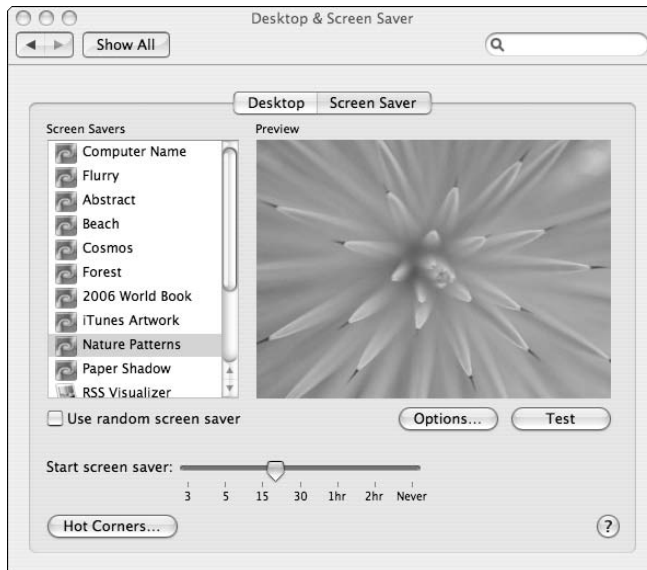 Desktop & Screen Saver
Show All
Desktop Screen Saver
Screen Savers
Preview
Computer Name
Flurry
Abstract
Beach
Cosmos
Forest
2006 World Book
iTunes Artwork
Nature Patterns
Paper Shadow
RSS Visualizer
Use random screen saver
Options... Test
Start screen saver:
3 5 15 30 1hr 2hr Never
Hot Corners... ?